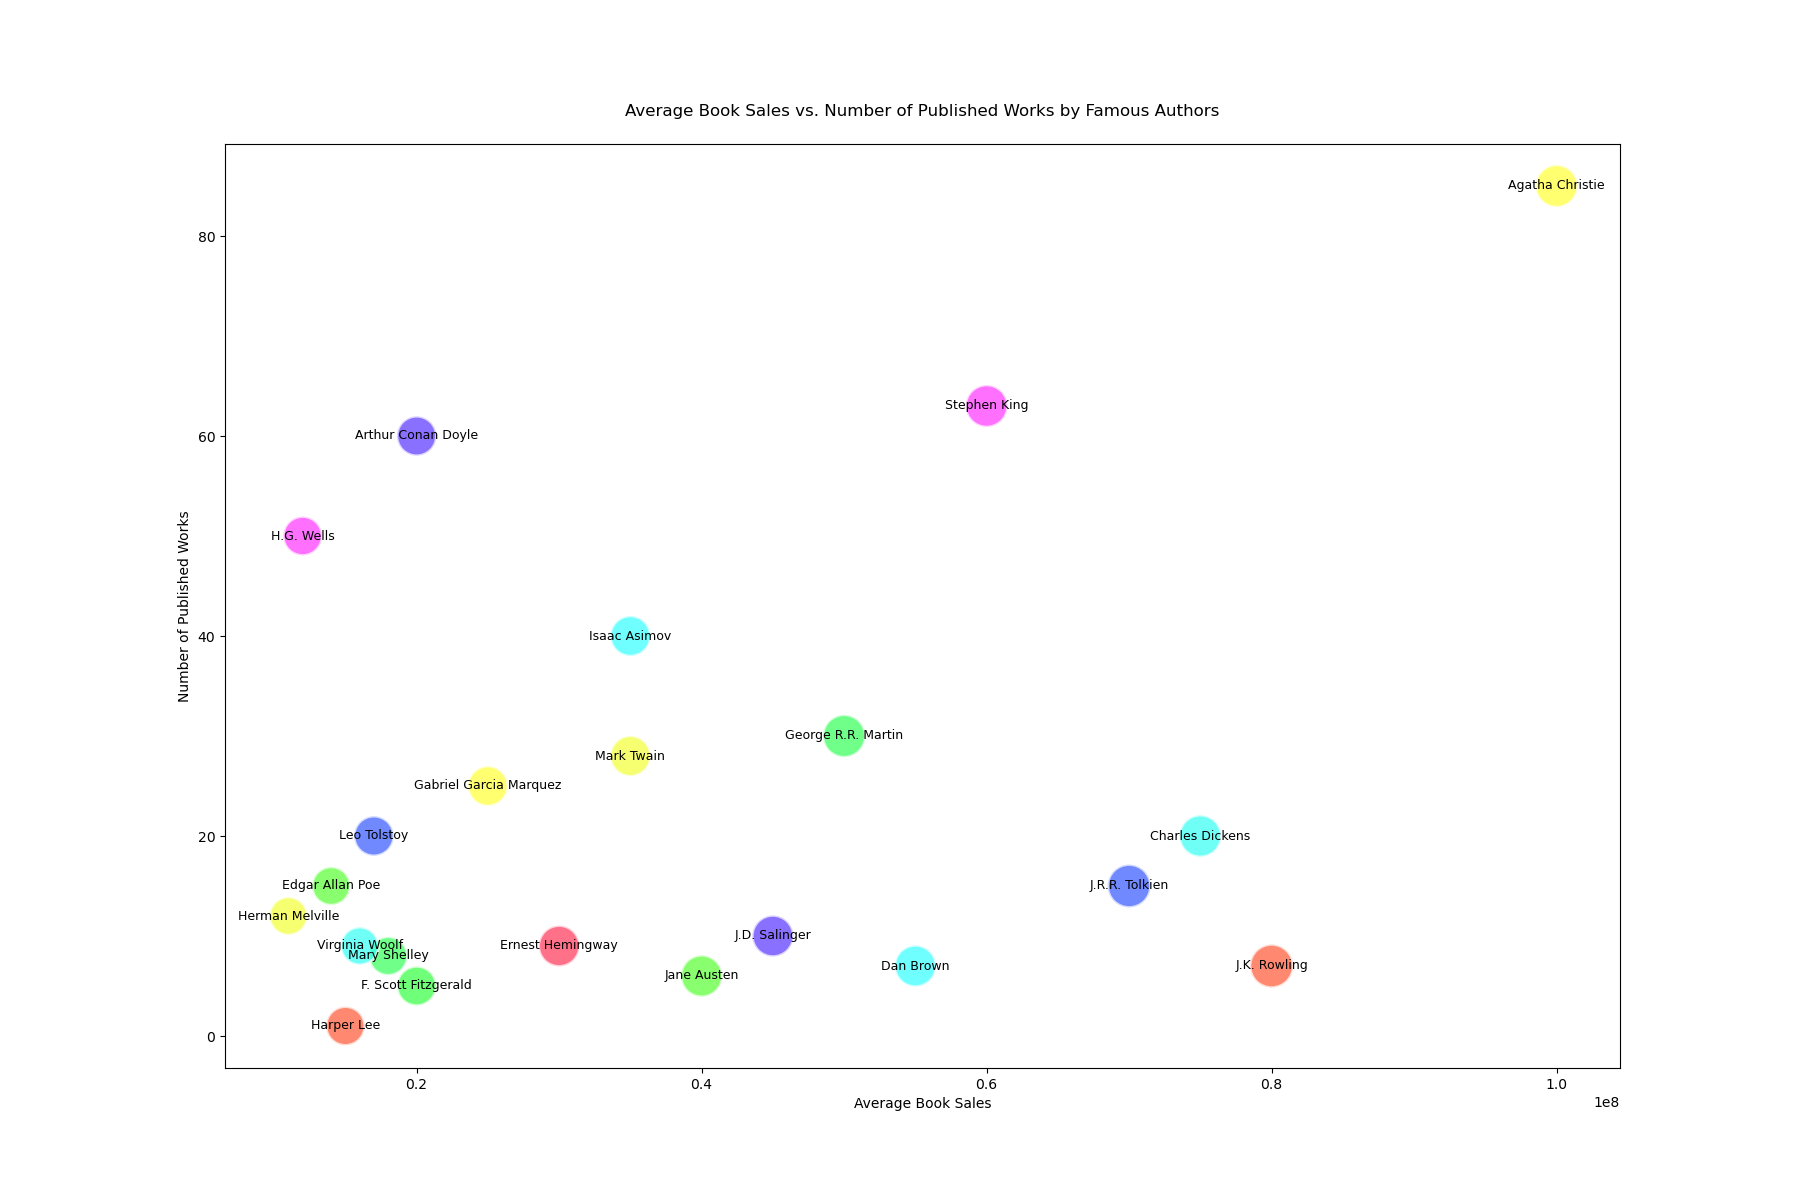 Average Book Sales vs. Number of Published Works by Famous Authors
Agatha Christie
80
Stephen King
60
Arthur Conan Doyle
H.G. Wells
Number of Published Works
40
Isaac Asimov
George R.R. Martin
Mark Twain
Gabriel Garcia Marquez
20
Leo Tolstoy
Charles Dickens
Edgar Allan Poe
J.R.R. Tolkien
Herman Melville
Virginia Woolf
Ernest Hemingway
J.D. Salinger
Mary Shelley
Dan Brown
J.K. Rowling
Jane Austen
F. Scott Fitzgerald
Harper Lee
0
0.2
0.4
0.6
0.8
1.0
Average Book Sales
1e8